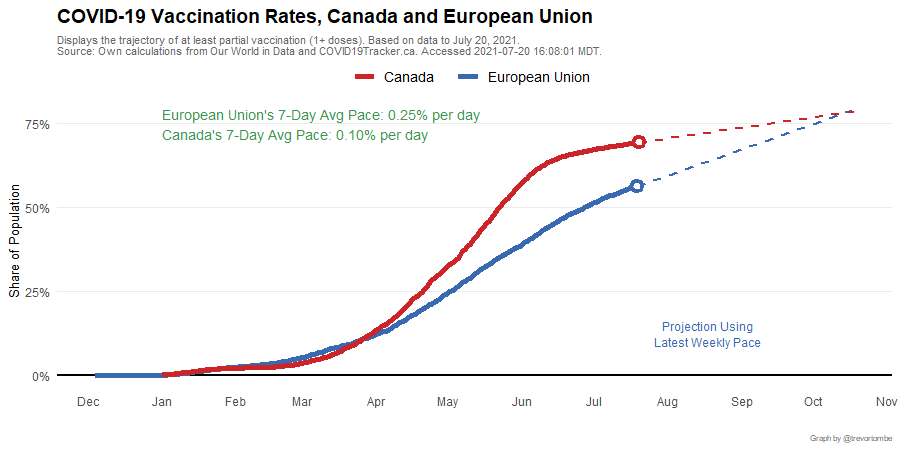 COVID-19 Vaccination Rates, Canada and European Union
Displays the trajectory of at least partial vaccination (1+ doses). Based on data to July 20, 2021.
Source: Own calculations from Our World in Data and COVID19Tracker.ca. Accessed 2021-07-20 16:08:01 MDT.
Canada European Union
European Union's 7-Day Avg Pace: 0.25% per day
Canada's 7-Day Avg Pace: 0.10% per day
75%
50%
25%
0%
Share of Population
Projection Using
Latest Weekly Pace
Dec Jan Feb Mar Apr May Jun Jul Aug Sep Oct Nov
Graph by @trevortombe